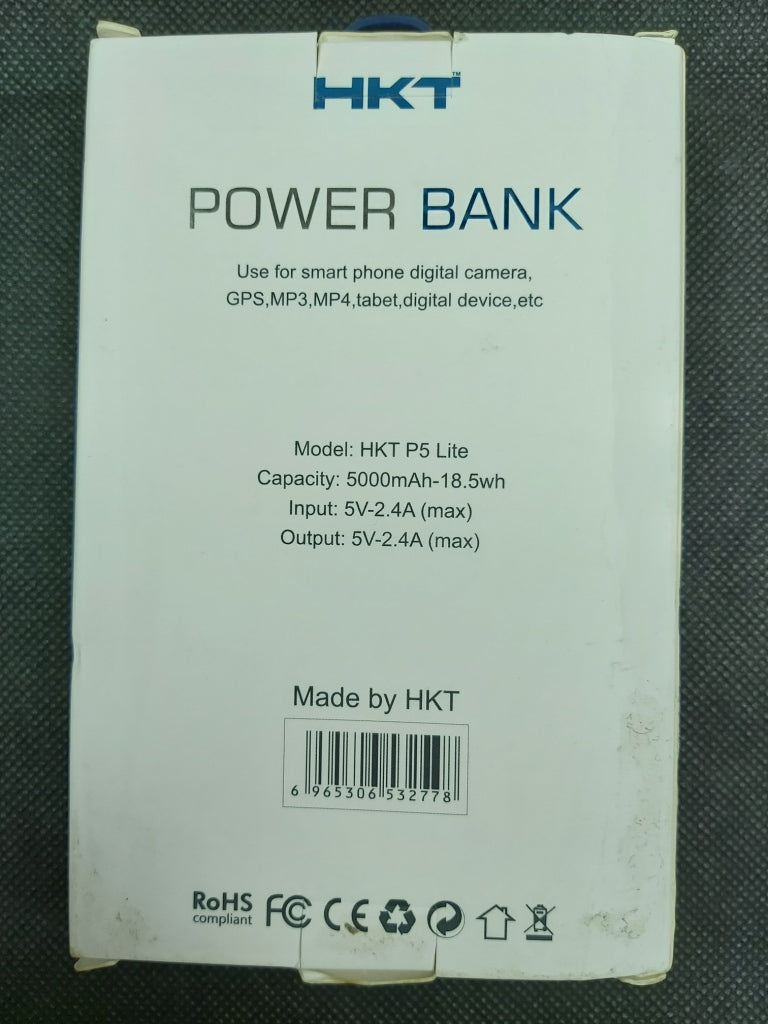 HKT™
POWER BANK
Use for smart phone digital camera,
GPS,MP3,MP4,tabet,digital device,etc
Model: HKT P5 Lite
Capacity: 5000mAh-18.5wh
Input: 5V-2.4A (max)
Output: 5V-2.4A (max)
Made by HKT
6 965306 532778
RoHS FC CE
compliant